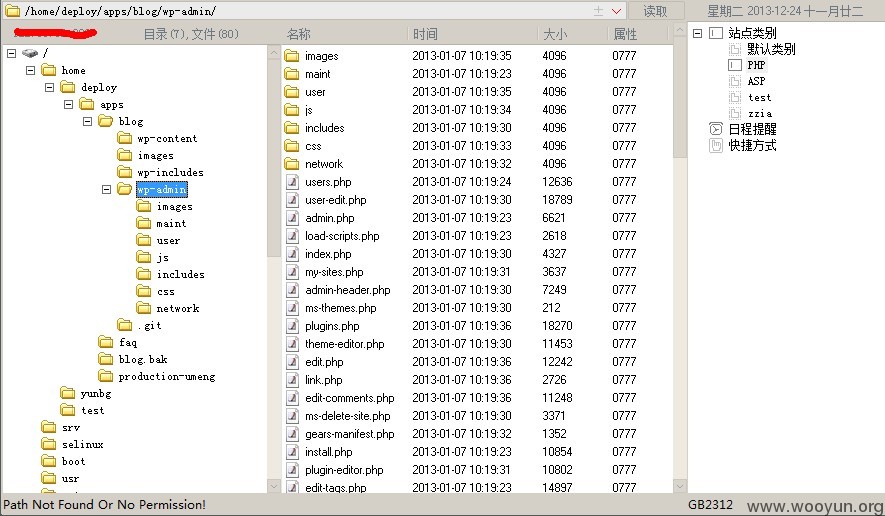 /home/deploy/apps/blog/wp-admin/ 读取 星期二 2013-12-24 十一月廿二
目录(7),文件(80) 名称 时间 大小 属性
/
home
deploy
apps
blog
wp-content
images
wp-includes
wp-admin
images
maint
user
js
includes
css
network
.git
faq
blog.bak
production-umeng
yunbg
test
srv
selinux
boot
usr
images 2013-01-07 10:19:35 4096 0777
maint 2013-01-07 10:19:23 4096 0777
user 2013-01-07 10:19:35 4096 0777
js 2013-01-07 10:19:34 4096 0777
includes 2013-01-07 10:19:30 4096 0777
css 2013-01-07 10:19:33 4096 0777
network 2013-01-07 10:19:32 4096 0777
users.php 2013-01-07 10:19:24 12636 0777
user-edit.php 2013-01-07 10:19:30 18789 0777
admin.php 2013-01-07 10:19:23 6621 0777
load-scripts.php 2013-01-07 10:19:23 2618 0777
index.php 2013-01-07 10:19:30 4327 0777
my-sites.php 2013-01-07 10:19:31 3637 0777
admin-header.php 2013-01-07 10:19:30 7249 0777
ms-themes.php 2013-01-07 10:19:30 212 0777
plugins.php 2013-01-07 10:19:36 18270 0777
theme-editor.php 2013-01-07 10:19:30 11453 0777
edit.php 2013-01-07 10:19:36 12242 0777
link.php 2013-01-07 10:19:36 2726 0777
edit-comments.php 2013-01-07 10:19:36 11248 0777
ms-delete-site.php 2013-01-07 10:19:30 3371 0777
gears-manifest.php 2013-01-07 10:19:32 1352 0777
install.php 2013-01-07 10:19:23 10854 0777
plugin-editor.php 2013-01-07 10:19:31 10802 0777
edit-tags.php 2013-01-07 10:19:23 14897 0777
站点类别
默认类别
PHP
ASP
test
zzia
日程提醒
快捷方式
Path Not Found Or No Permission! GB2312
www.wooyun.org